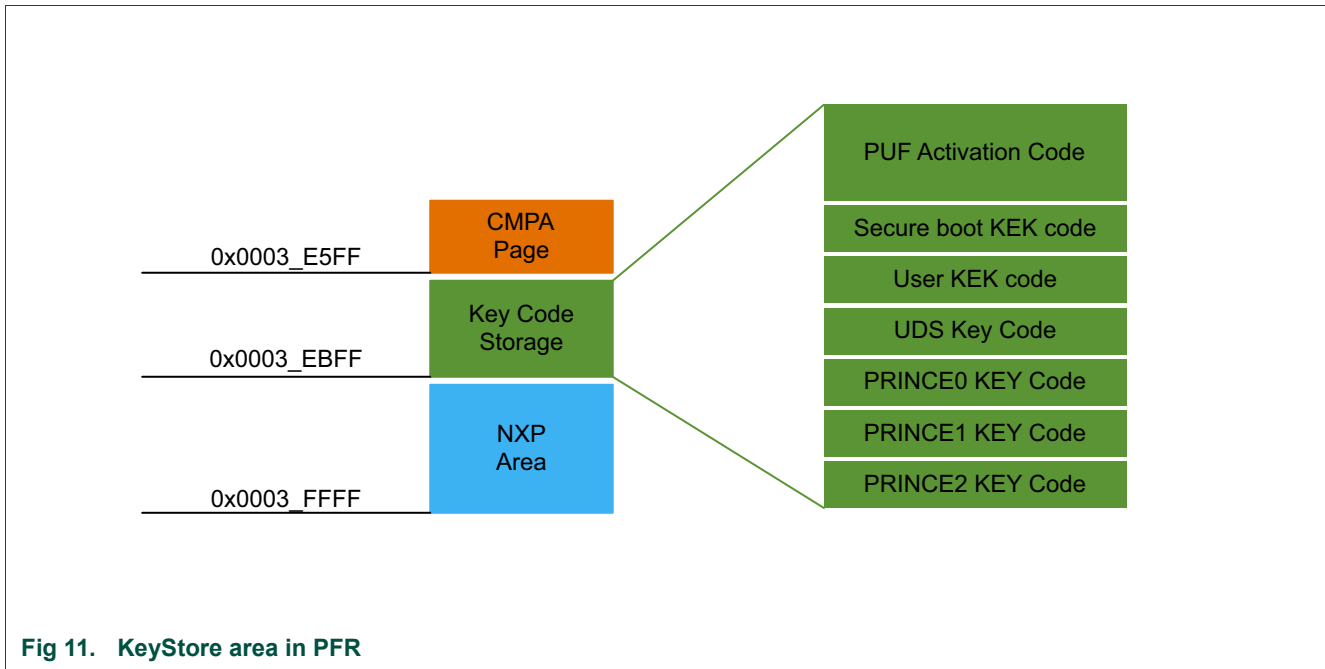 CMPA
Page
0x0003_E5FF
Key Code
Storage
0x0003_EBFF
NXP
Area
0x0003_FFFF
PUF Activation Code
Secure boot KEK code
User KEK code
UDS Key Code
PRINCE0 KEY Code
PRINCE1 KEY Code
PRINCE2 KEY Code
Fig 11. KeyStore area in PFR